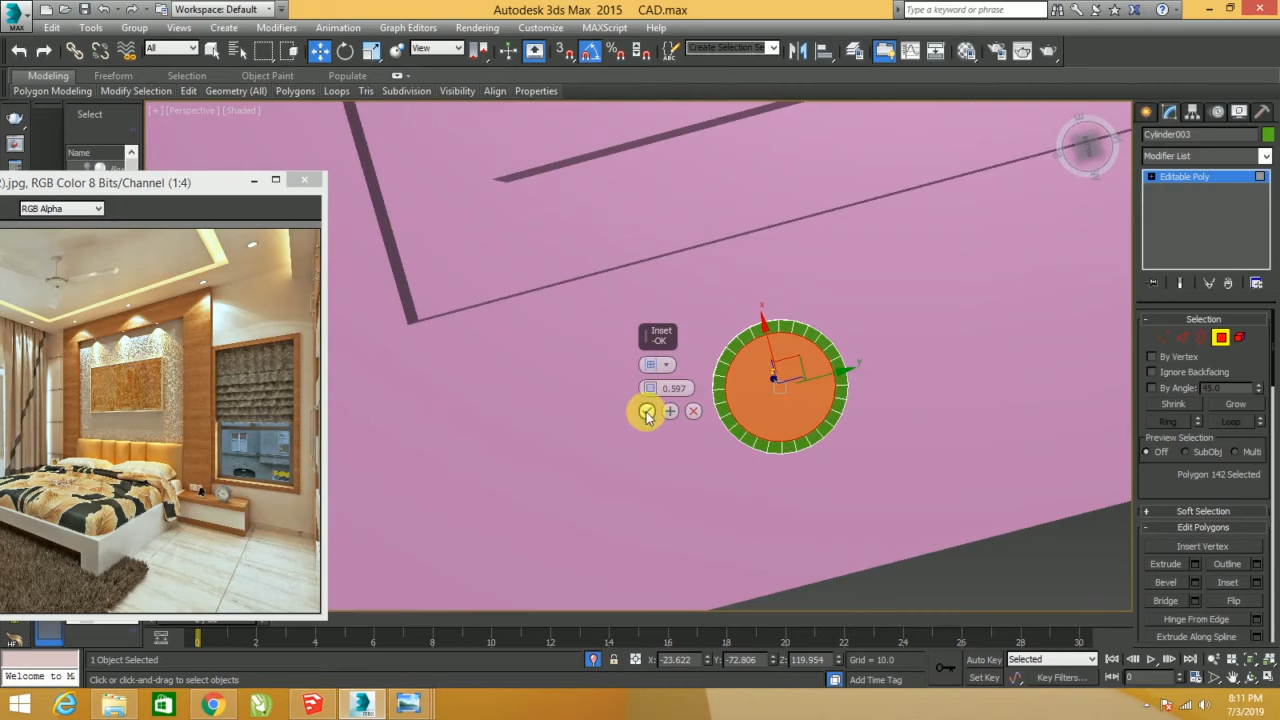 Workspace: Default
Autodesk 3ds Max 2015 CAD.max
Type a keyword or phrase
MAX
Edit Tools Group Views Create Modifiers Animation Graph Editors Rendering Customize MAXScript Help
All
View
3
Create Selection Se
Modeling Freeform Selection Object Paint Populate
Polygon Modeling Modify Selection Edit Geometry (All) Polygons Loops Tris Subdivision Visibility Align Properties
Select
[+] [Perspective] [Shaded]
Name
Cylinder003
Modifier List
Editable Poly
).jpg, RGB Color 8 Bits/Channel (1:4)
RGB Alpha
x
y
Inset
-OK
0.597
Selection
By Vertex
Ignore Backfacing
By Angle: 45.0
Shrink Grow
Ring Loop
Preview Selection
Off SubObj Multi
Polygon 142 Selected
Soft Selection
Edit Polygons
Insert Vertex
Extrude Outline
Bevel Inset
Bridge Flip
Hinge From Edge
Extrude Along Spline
HF
0 2 4 6 8 10 12 14 16 18 20 22 24 26 28 30
1 Object Selected
X: -23.622 Y: -72.806 Z: 119.954 Grid = 10.0
Auto Key Selected
Welcome to M
Click or click-and-drag to select objects
Add Time Tag
Set Key Key Filters... 0
8:11 PM
7/3/2019